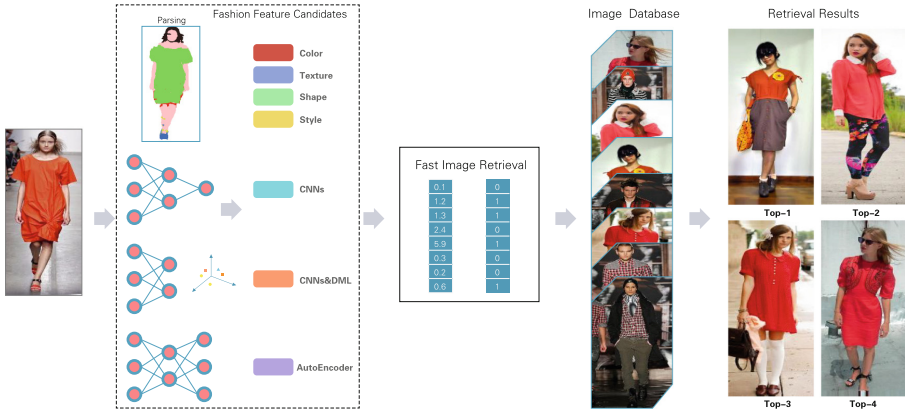 Fashion Feature Candidates
Parsing
Color
Texture
Shape
Style
CNNs
CNNs&DML
AutoEncoder
Fast Image Retrieval
0.1 0
1.2 1
1.3 1
2.4 0
5.9 1
0.3 0
0.2 0
0.6 1
Image Database
Retrieval Results
Top-1 Top-2
Top-3 Top-4